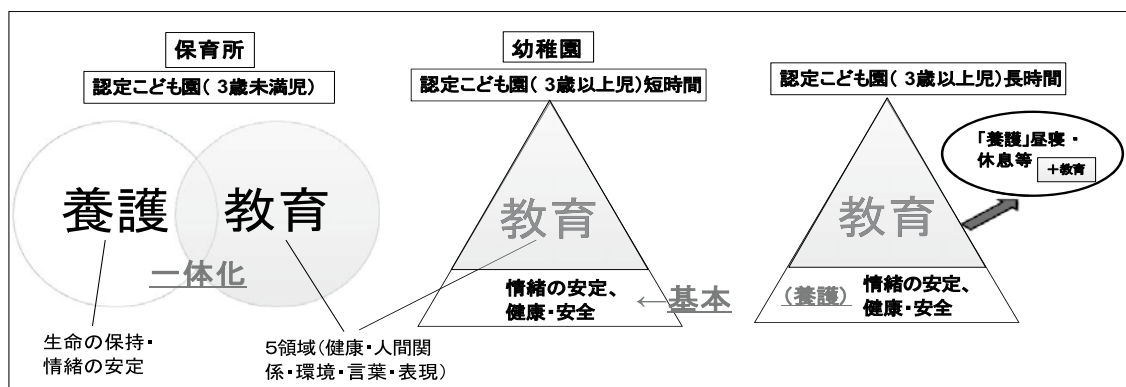 保育所
認定こども園( 3歳未満児)
養護
教育
一体化
生命の保持・
情緒の安定
5領域(健康・人間関
係・環境・言葉・表現)
幼稚園
認定こども園( 3歳以上児)短時間
教育
情緒の安定、
健康・安全
←基本
認定こども園( 3歳以上児)長時間
教育
(養護)
情緒の安定、
健康・安全
「養護」昼寝・
休息等
＋教育